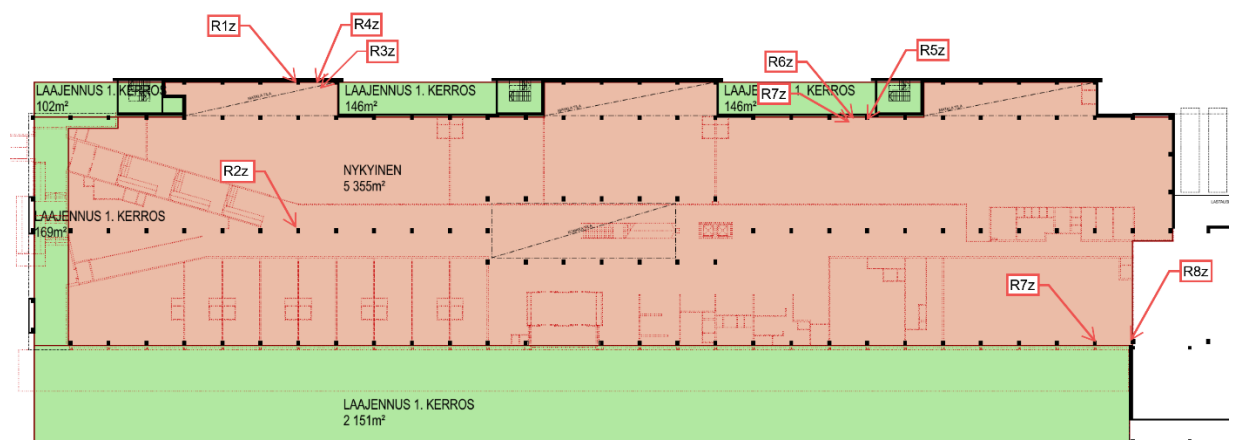 R1z
R4z
R3z
R6z
R5z
R7z
LAAJENNUS 1. KERROS
102m²
LAAJENNUS 1. KERROS
146m²
LAAJENNUS 1. KERROS
146m²
R2z
NYKYINEN
5 355m²
LAAJENNUS 1. KERROS
169m²
R7z
R8z
LAAJENNUS 1. KERROS
2 151m²